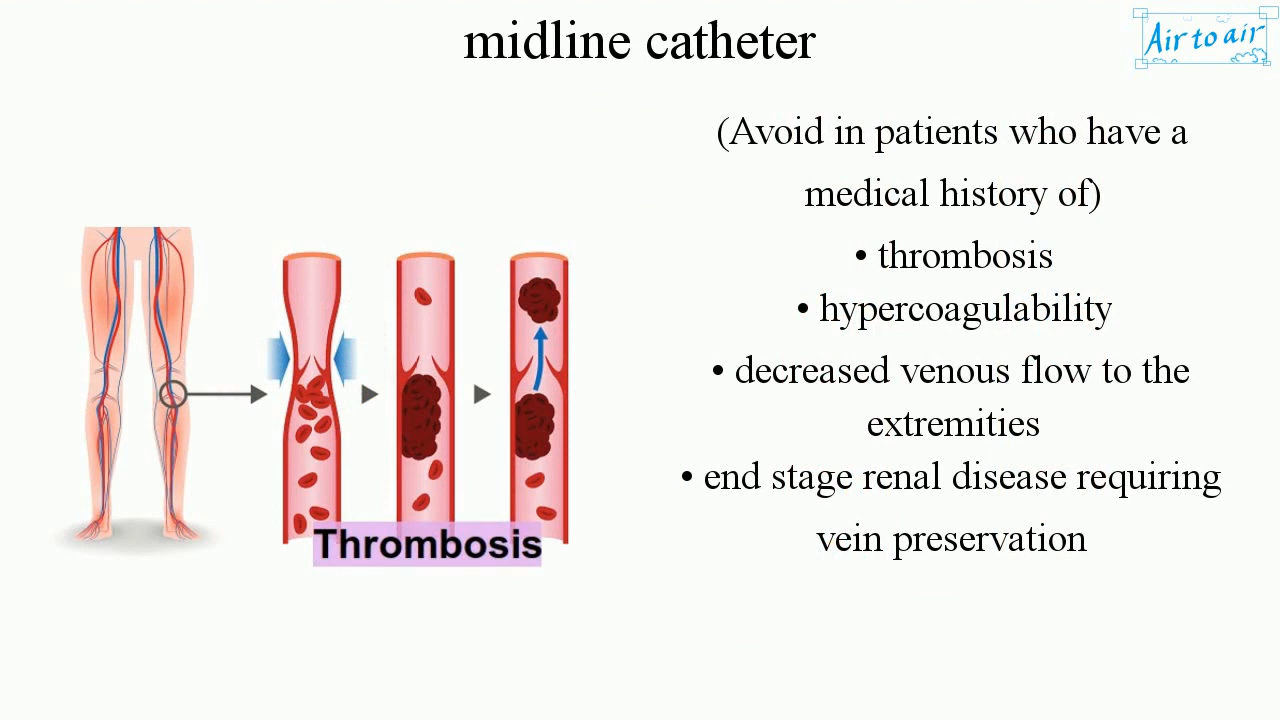 midline catheter
Air to air
(Avoid in patients who have a
medical history of)
• thrombosis
• hypercoagulability
• decreased venous flow to the
extremities
• end stage renal disease requiring
vein preservation
Thrombosis